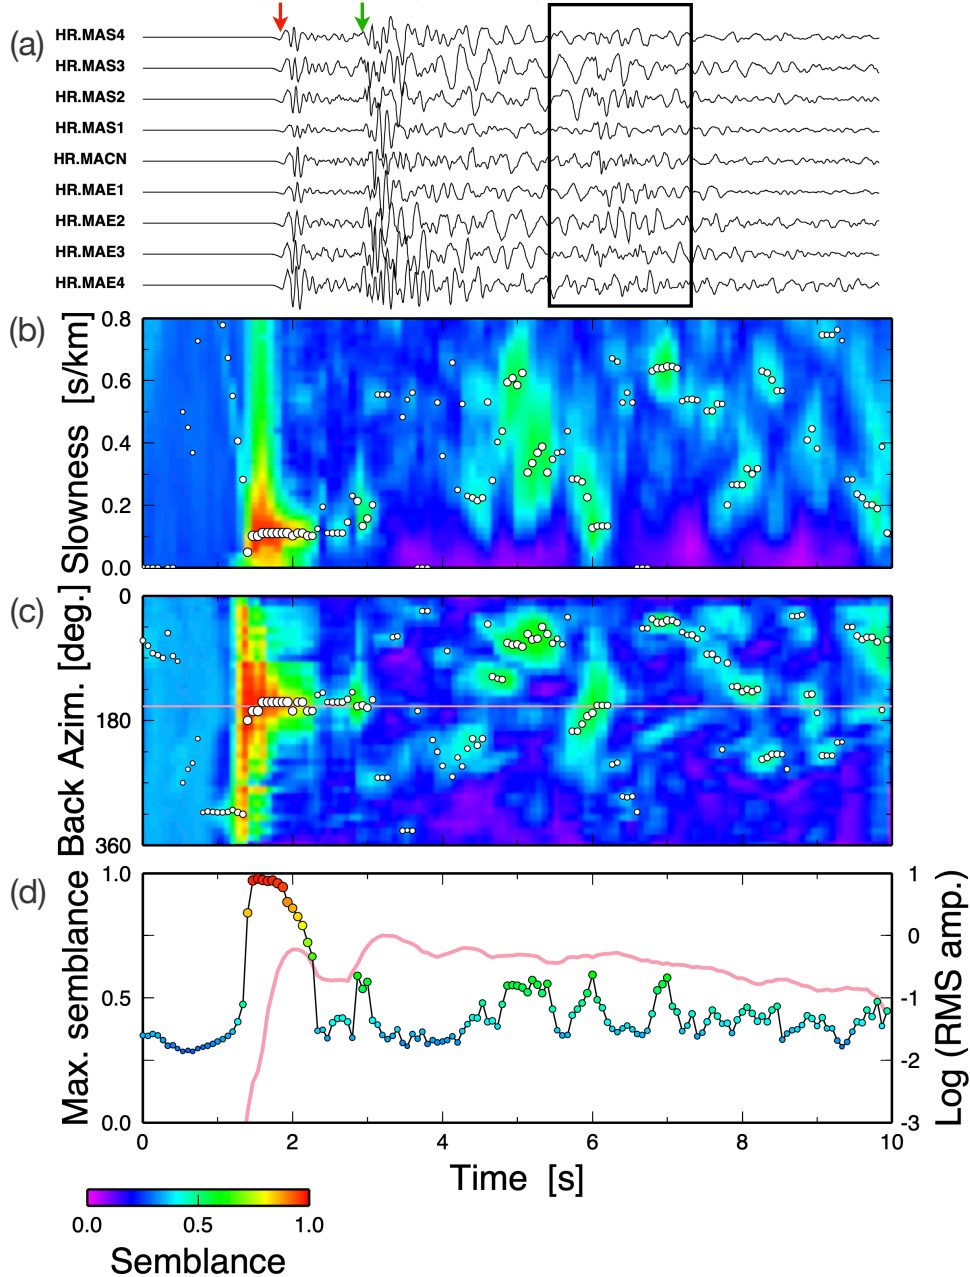 (a)
HR.MAS4
HR.MAS3
HR.MAS2
HR.MAS1
HR.MACN
HR.MAE1
HR.MAE2
HR.MAE3
HR.MAE4
(b)
Slowness [s/km]
0.8
0.6
0.4
0.2
0.0
(c)
Back Azim. [deg.]
0
180
360
(d)
Max. semblance
1.0
0.5
0.0
1
0
-1
-2
-3
Log (RMS amp.)
0 2 4 6 8 10
Time [s]
0.0 0.5 1.0
Semblance